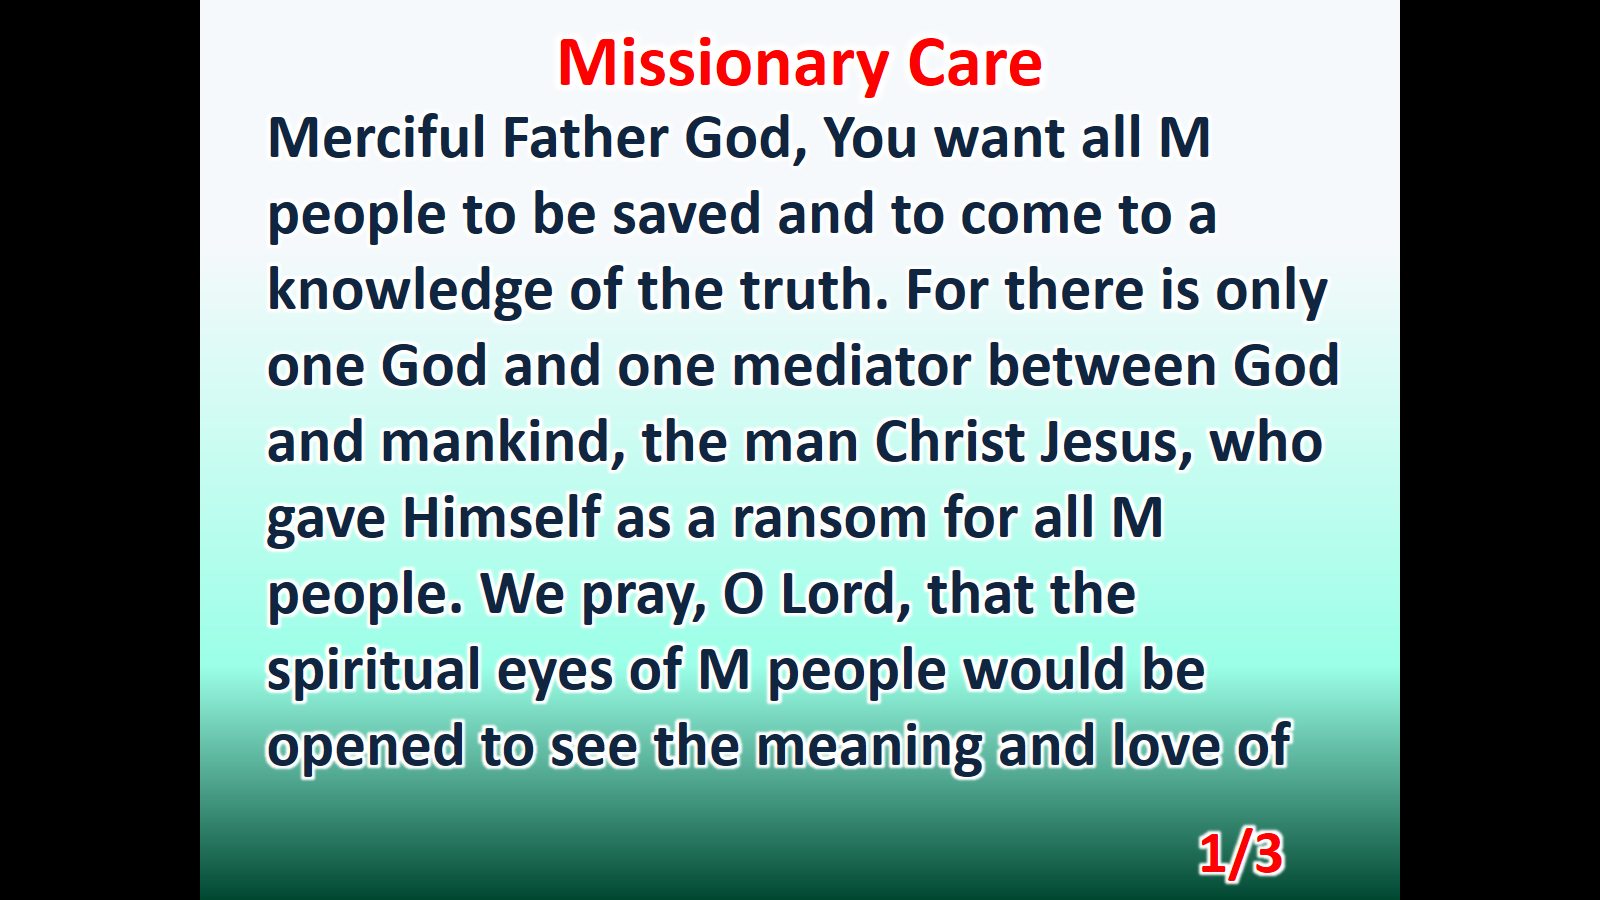 Missionary Care
Merciful Father God, You want all M
people to be saved and to come to a
knowledge of the truth. For there is only
one God and one mediator between God
and mankind, the man Christ Jesus, who
gave Himself as a ransom for all M
people. We pray, O Lord, that the
spiritual eyes of M people would be
opened to see the meaning and love of
1/3